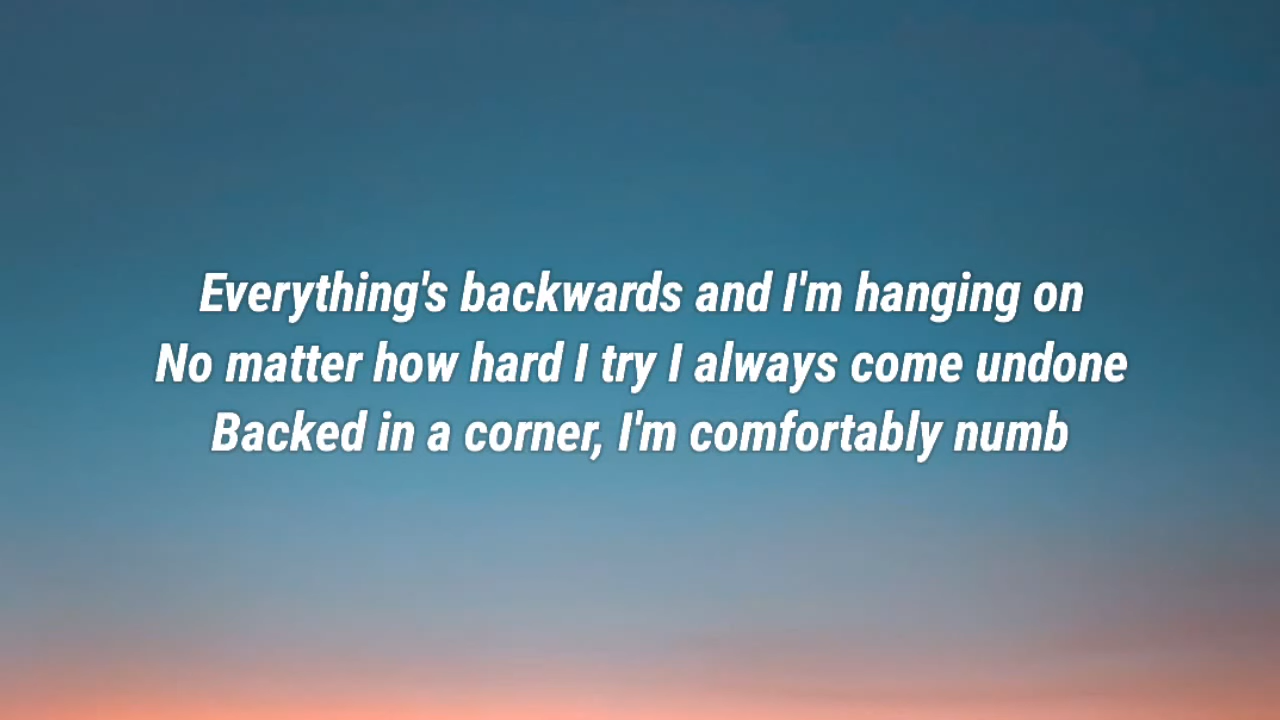 Everything's backwards and I'm hanging on
No matter how hard I try I always come undone
Backed in a corner, I'm comfortably numb